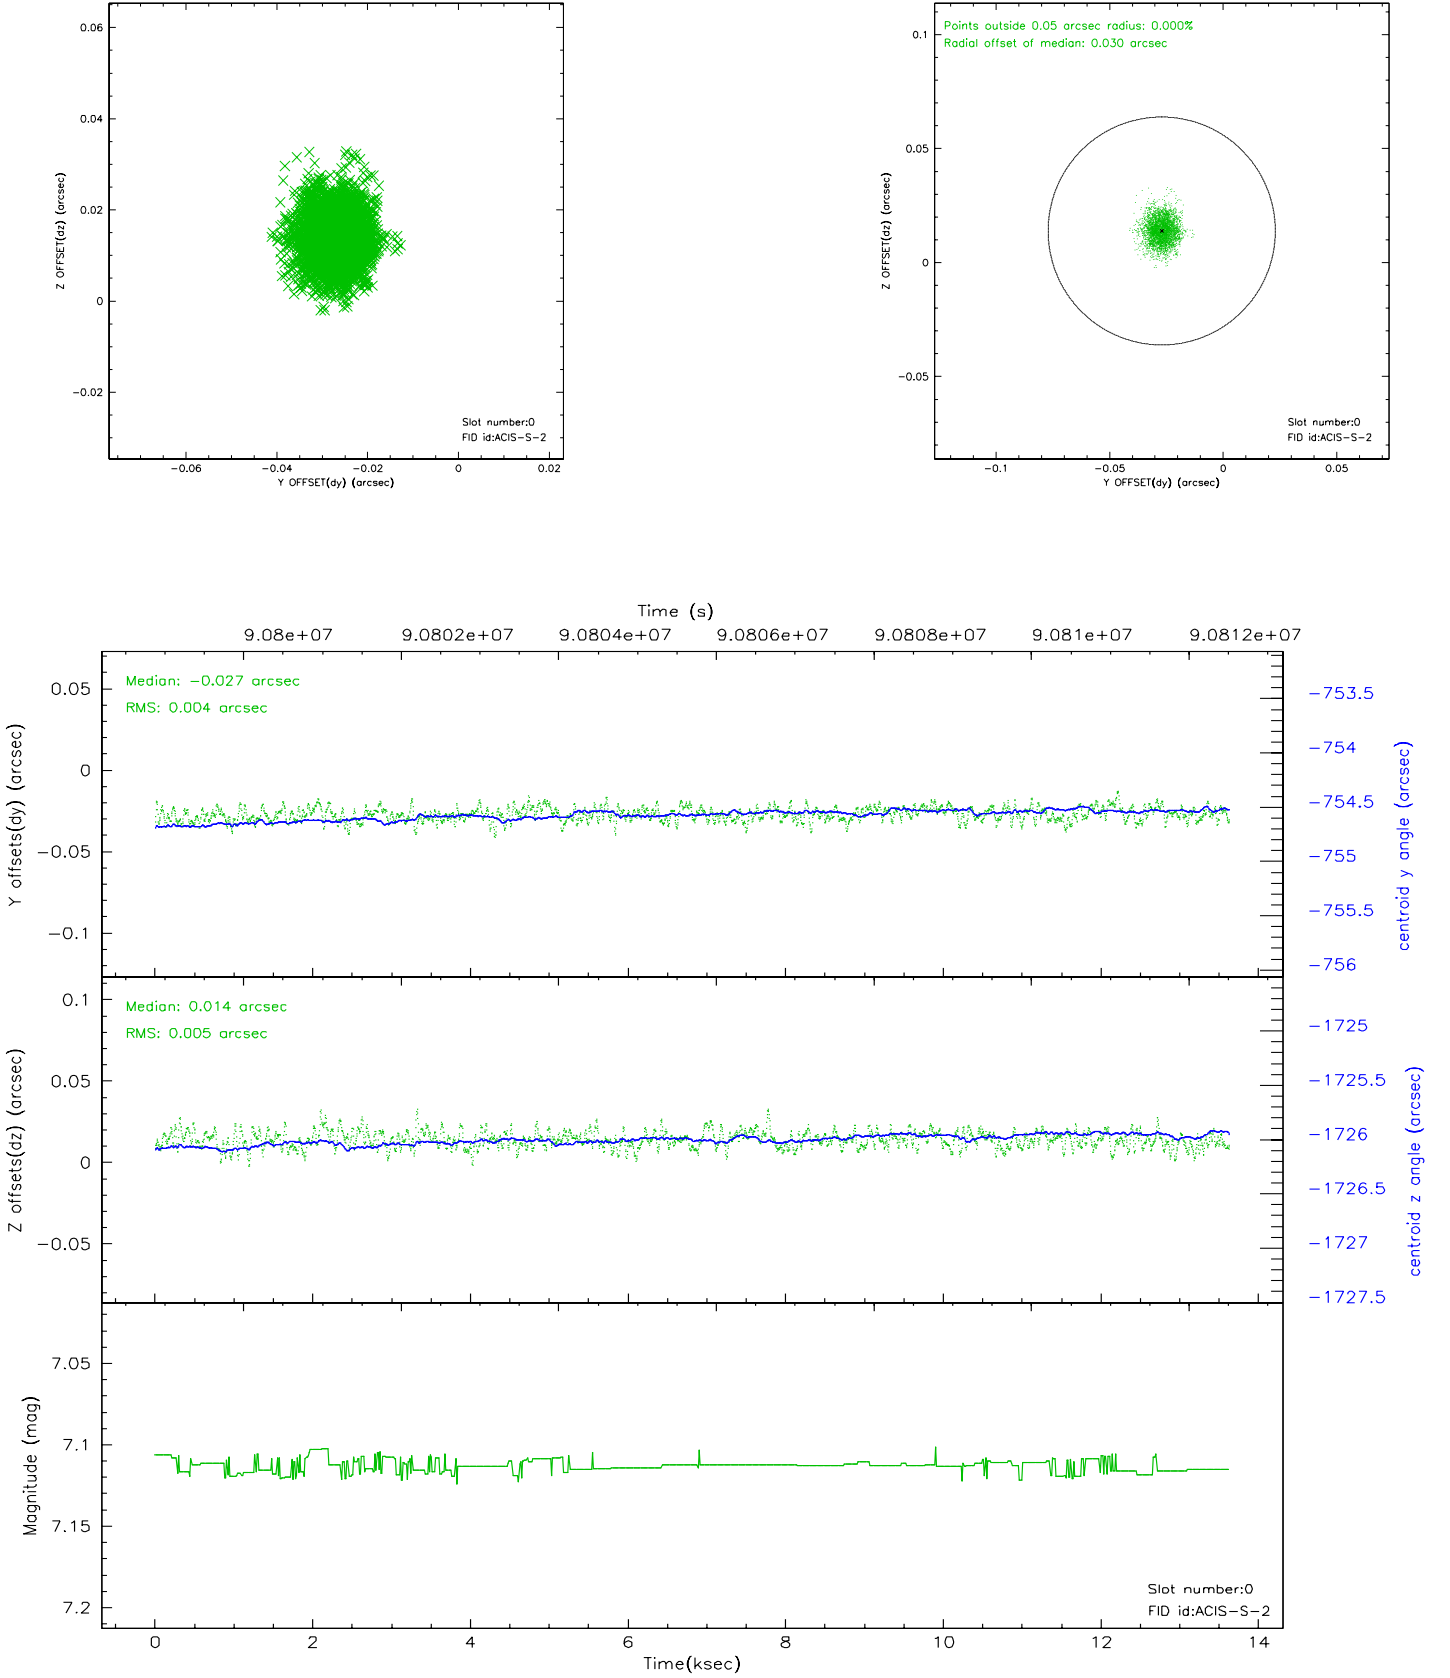 0.06
0.04
0.02
0
−0.02
Z OFFSET(dz) (arcsec)
Slot number:0
FID id:ACIS−S−2
−0.06 −0.04 −0.02 0 0.02
Y OFFSET(dy) (arcsec)
Points outside 0.05 arcsec radius: 0.000%
Radial offset of median: 0.030 arcsec
0.1
0.05
0
−0.05
Z OFFSET(dz) (arcsec)
Slot number:0
FID id:ACIS−S−2
−0.1 −0.05 0 0.05
Y OFFSET(dy) (arcsec)
Time (s)
9.08e+07 9.0802e+07 9.0804e+07 9.0806e+07 9.0808e+07 9.081e+07 9.0812e+07
Median: −0.027 arcsec
RMS: 0.004 arcsec
0.05
0
−0.05
−0.1
Y offsets(dy) (arcsec)
−753.5
−754
−754.5
−755
−755.5
−756
centroid y angle (arcsec)
Median: 0.014 arcsec
RMS: 0.005 arcsec
0.1
0.05
0
−0.05
Z offsets(dz) (arcsec)
−1725
−1725.5
−1726
−1726.5
−1727
−1727.5
centroid z angle (arcsec)
7.05
7.1
7.15
7.2
Magnitude (mag)
Slot number:0
FID id:ACIS−S−2
0 2 4 6 8 10 12 14
Time(ksec)